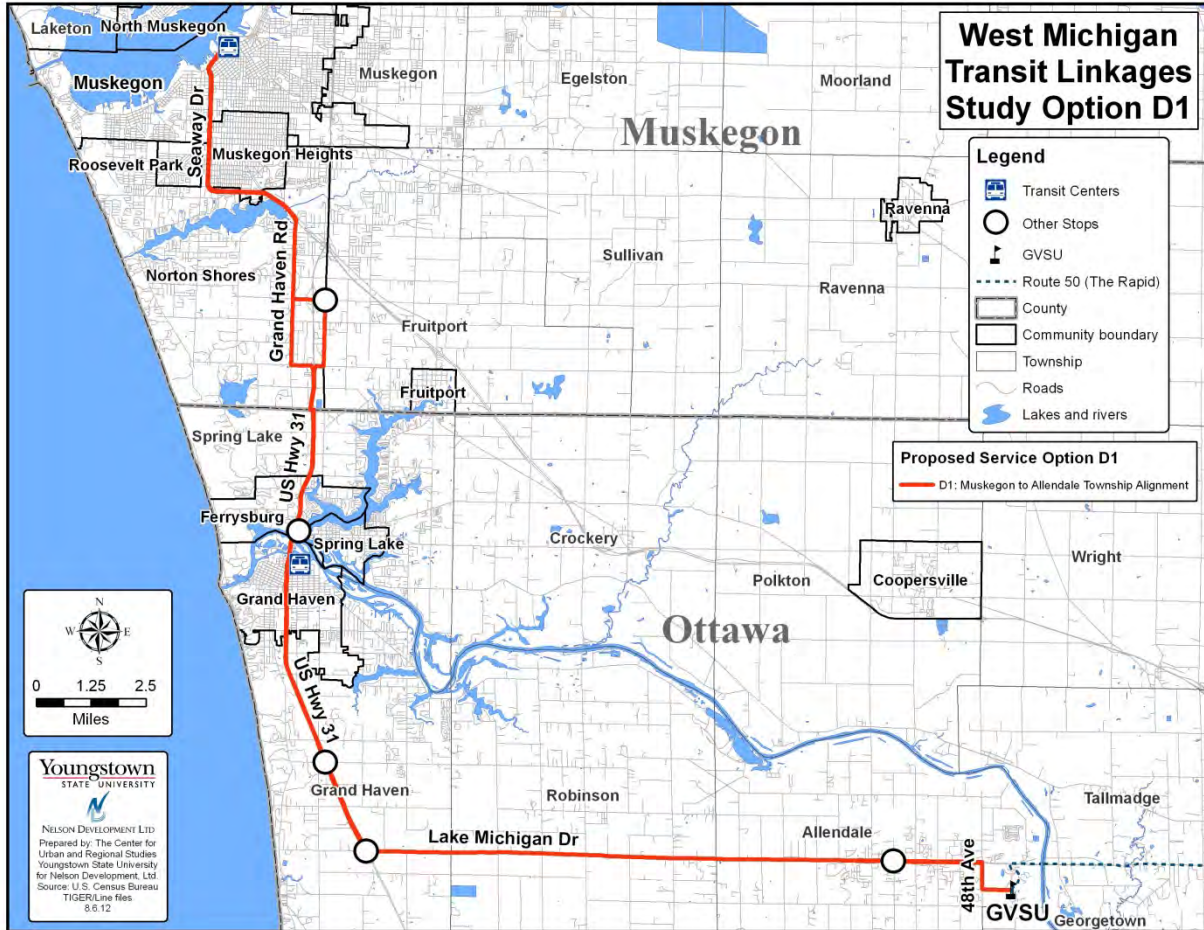 West Michigan
Transit Linkages
Study Option D1
Legend
Transit Centers
Other Stops
GVSU
Route 50 (The Rapid)
County
Community boundary
Township
Roads
Lakes and rivers
Proposed Service Option D1
D1: Muskegon to Allendale Township Alignment
Laketon
North Muskegon
Muskegon
Muskegon
Egelston
Moorland
Muskegon
Seaway Dr
Roosevelt Park
Muskegon Heights
Ravenna
Sullivan
Norton Shores
Grand Haven Rd
Ravenna
Fruitport
Fruitport
US Hwy 31
Spring Lake
Ferrysburg
Spring Lake
Crockery
Wright
Polkton
Coopersville
Grand Haven
Ottawa
US Hwy 31
Grand Haven
Robinson
Tallmadge
Lake Michigan Dr
Allendale
48th Ave
GVSU
Georgetown
N
W
E
S
0 1.25 2.5
Miles
Youngstown
STATE UNIVERSITY
NELSON DEVELOPMENT LTD
Prepared by: The Center for
Urban and Regional Studies
Youngstown State University
for Nelson Development, Ltd.
Source: U.S. Census Bureau
TIGER/Line files
8.6.12